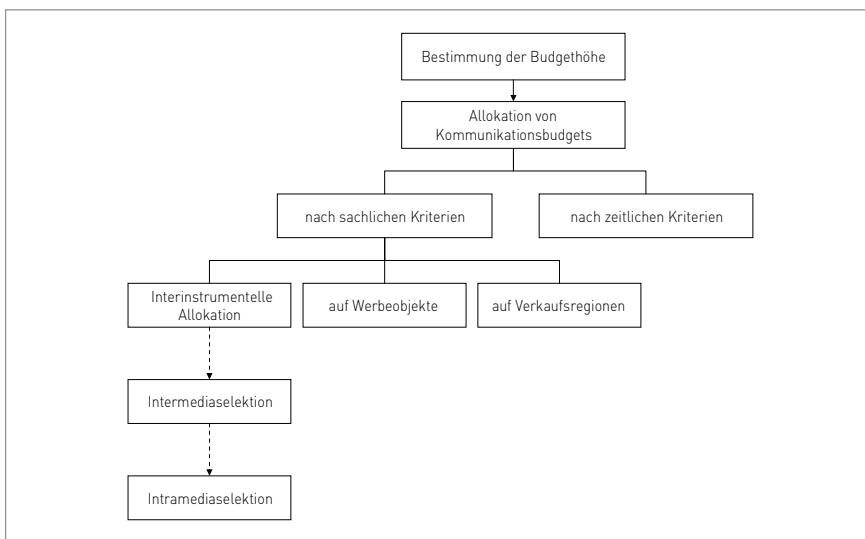 Bestimmung der Budgethöhe
Allokation von
Kommunikationsbudgets
nach sachlichen Kriterien
nach zeitlichen Kriterien
Interinstrumentelle
Allokation
auf Werbeobjekte
auf Verkaufsregionen
Intermediaselektion
Intramediaselektion